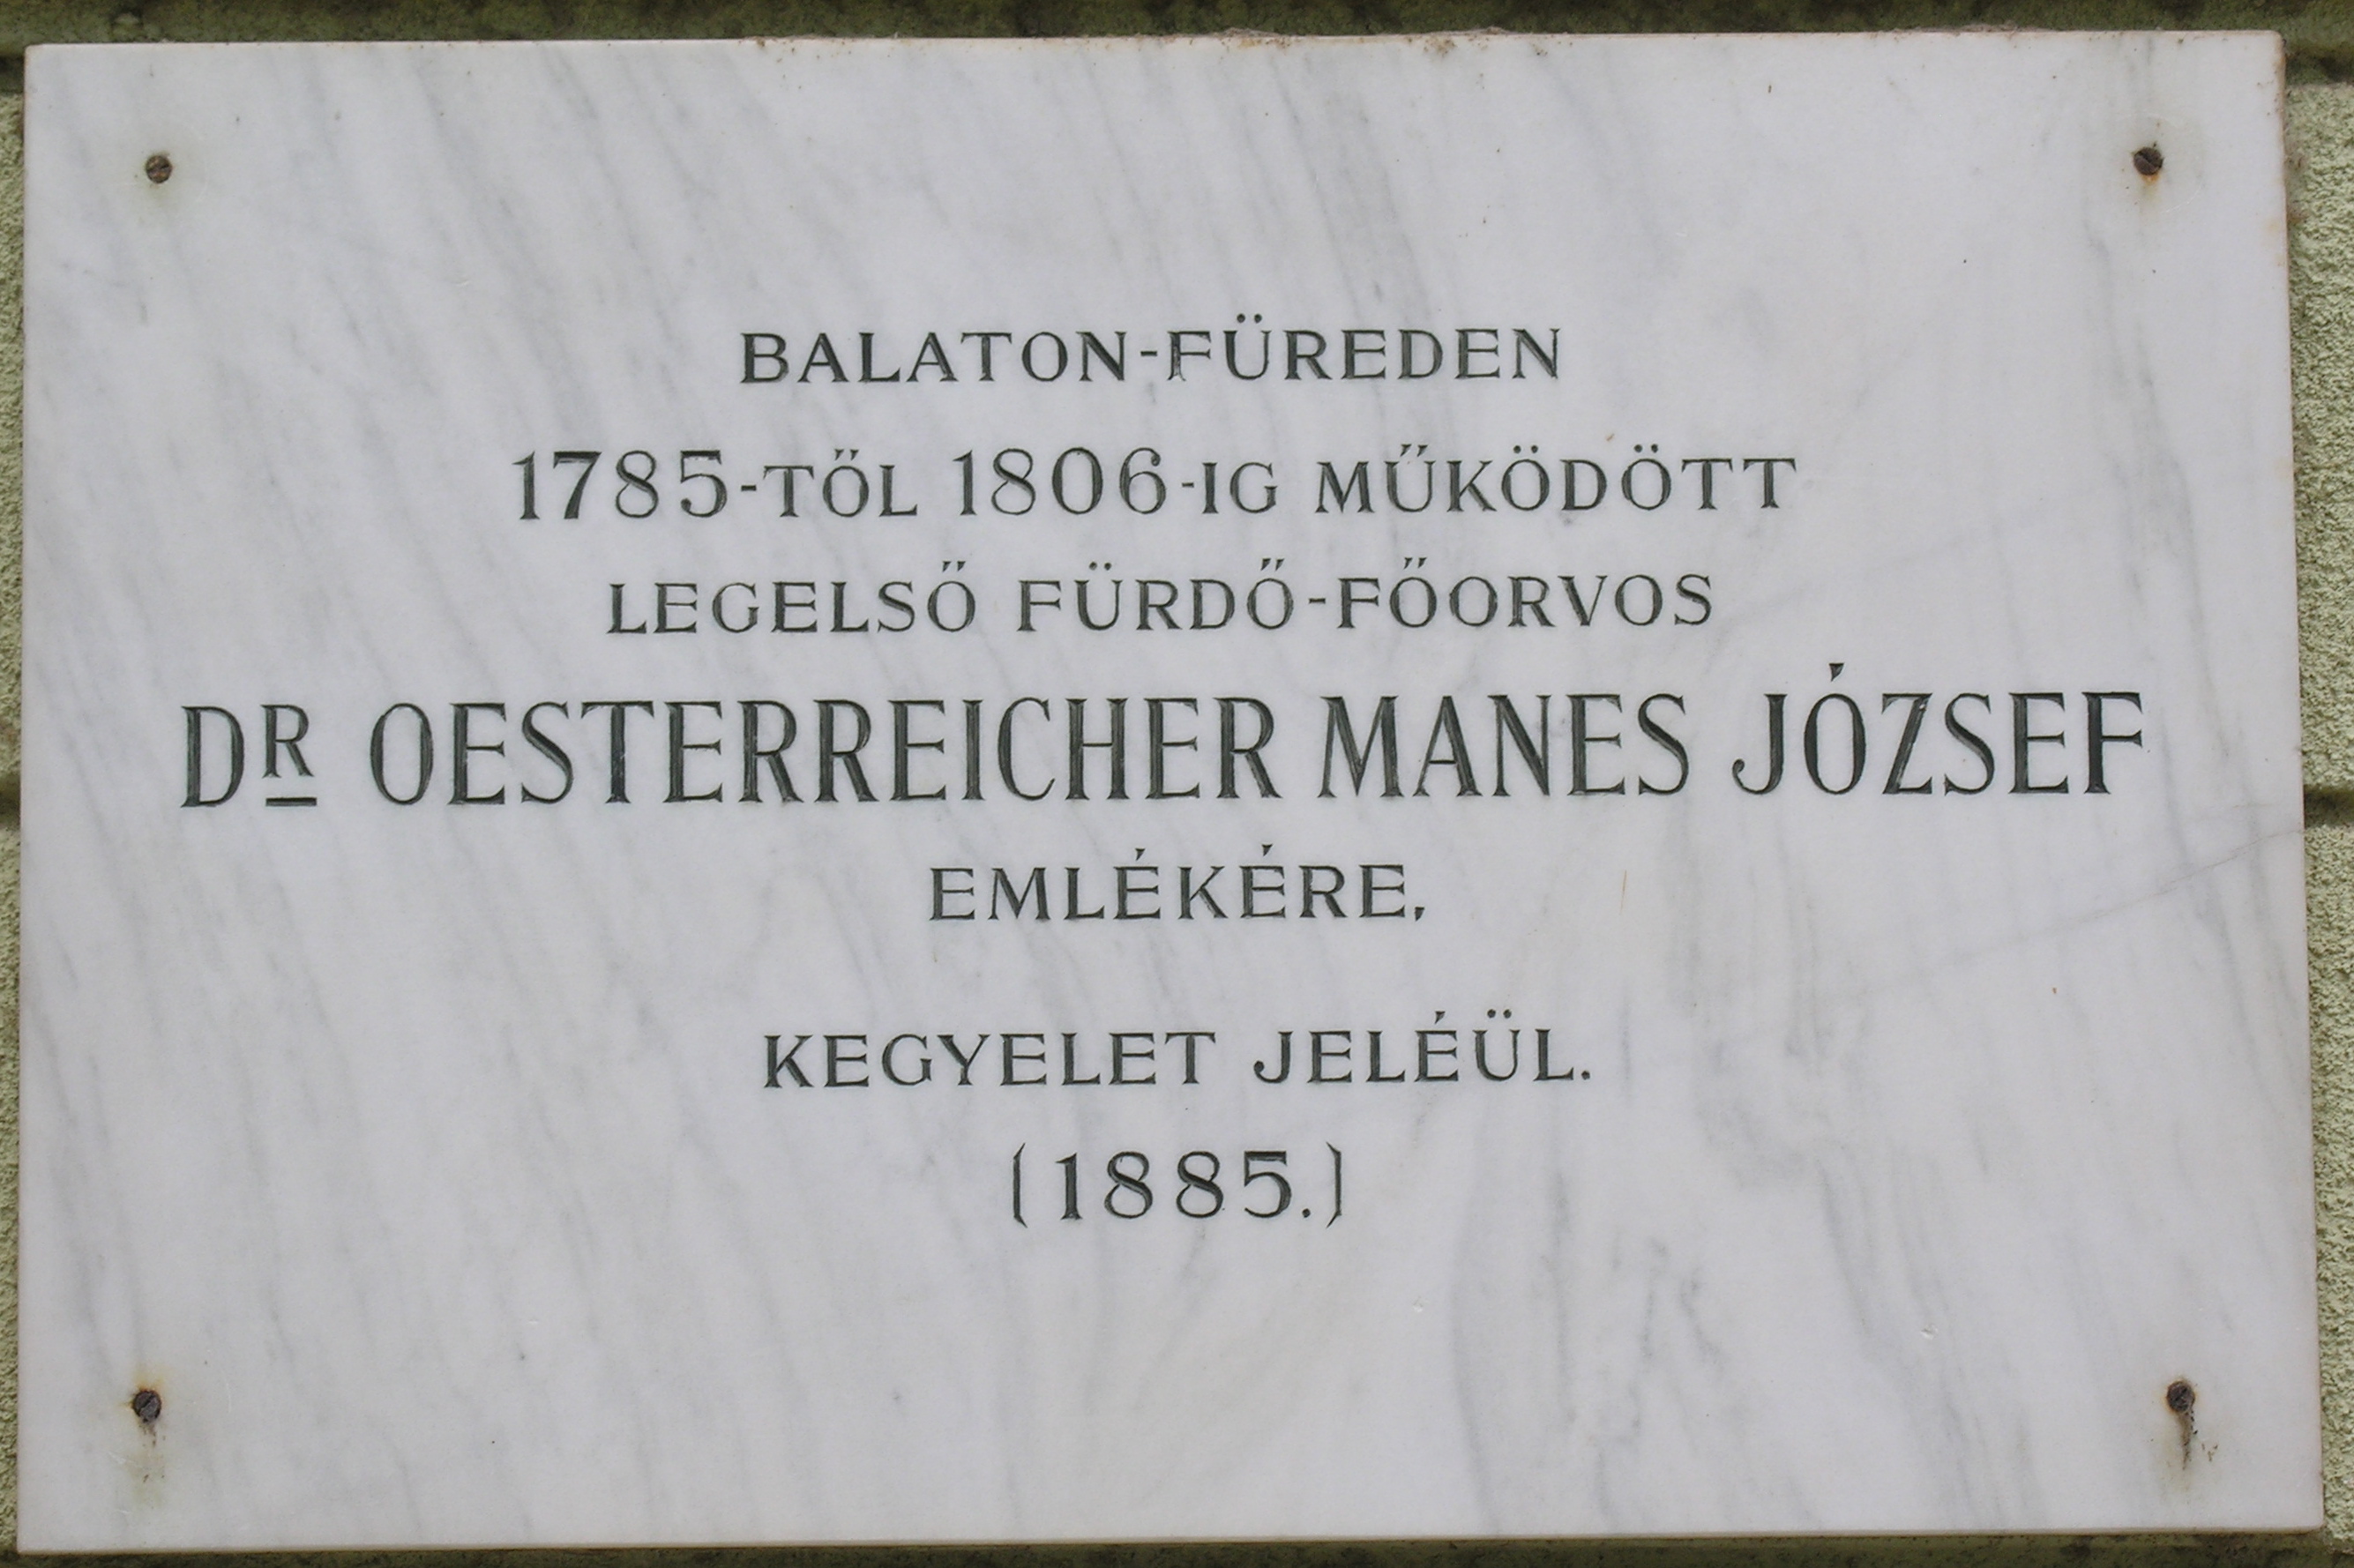 BALATON-FÜREDEN
1785-TŐL 1806-IG MŰKÖDÖTT
LEGELSŐ FÜRDŐ-FŐORVOS
DR OESTERREICHER MANES JÓZSEF
EMLÉKÉRE,
KEGYELET JELÉÜL.
(1885.)